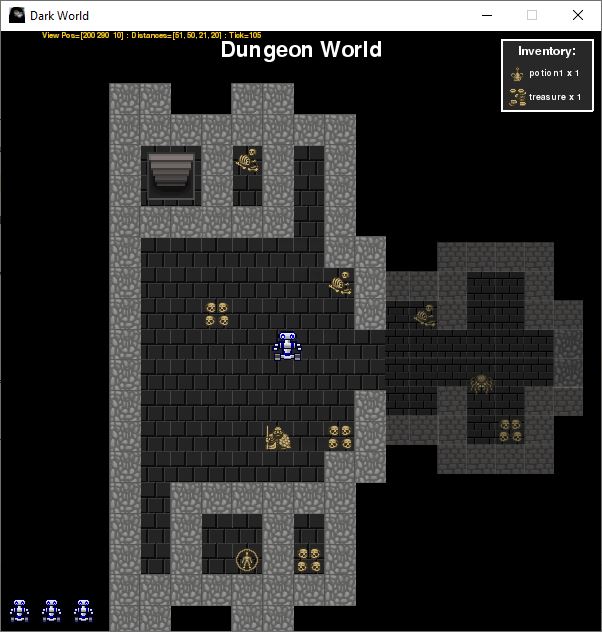 Dark World
View Pos=[200 290 10] : Distances=[51, 50, 21, 20] : Tick=105
Dungeon World
Inventory:
potion1 x 1
treasure x 1